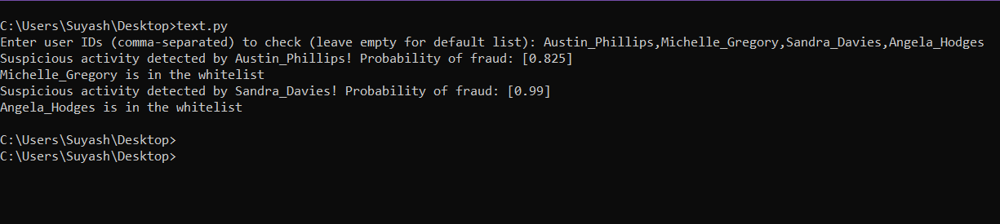 C:\Users\Suyash\Desktop>text.py
Enter user IDs (comma-separated) to check (leave empty for default list): Austin_Phillips,Michelle_Gregory,Sandra_Davies,Angela_Hodges
Suspicious activity detected by Austin_Phillips! Probability of fraud: [0.825]
Michelle_Gregory is in the whitelist
Suspicious activity detected by Sandra_Davies! Probability of fraud: [0.99]
Angela_Hodges is in the whitelist
C:\Users\Suyash\Desktop>
C:\Users\Suyash\Desktop>